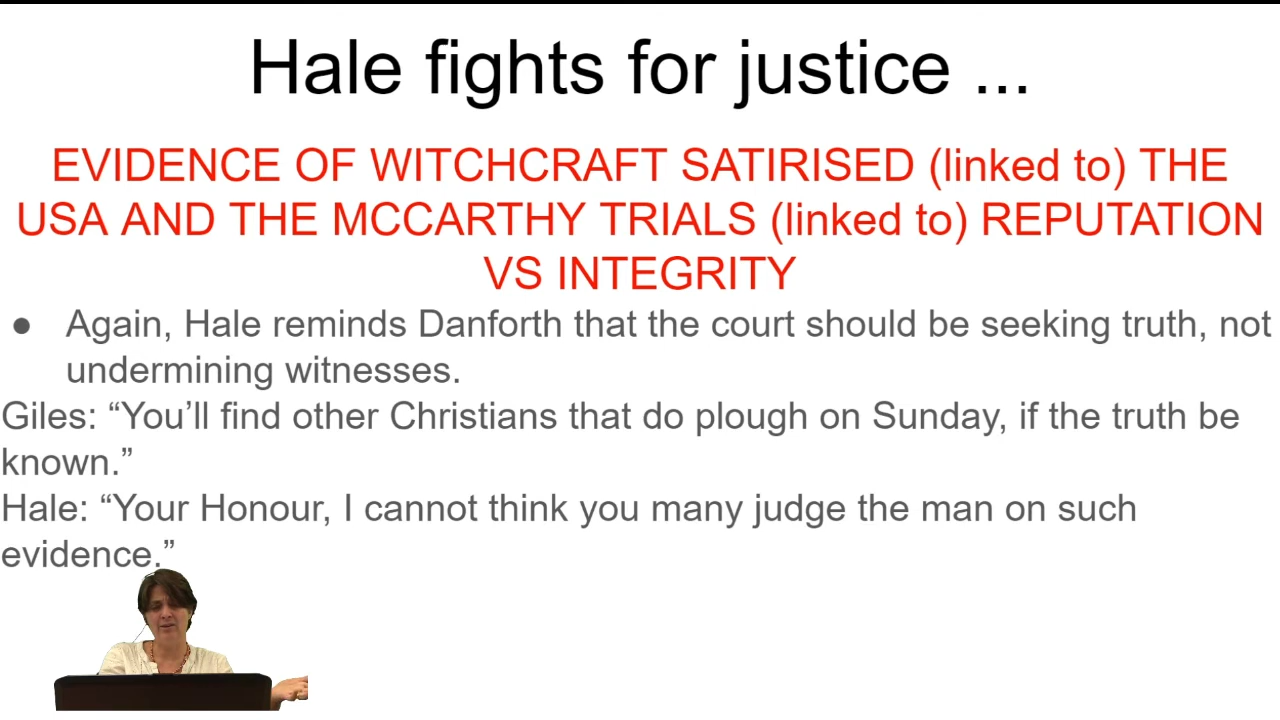 Hale fights for justice ...
EVIDENCE OF WITCHCRAFT SATIRISED (linked to) THE
USA AND THE MCCARTHY TRIALS (linked to) REPUTATION
VS INTEGRITY
● Again, Hale reminds Danforth that the court should be seeking truth, not
undermining witnesses.
Giles: “You’ll find other Christians that do plough on Sunday, if the truth be
known.”
Hale: “Your Honour, I cannot think you many judge the man on such
evidence.”